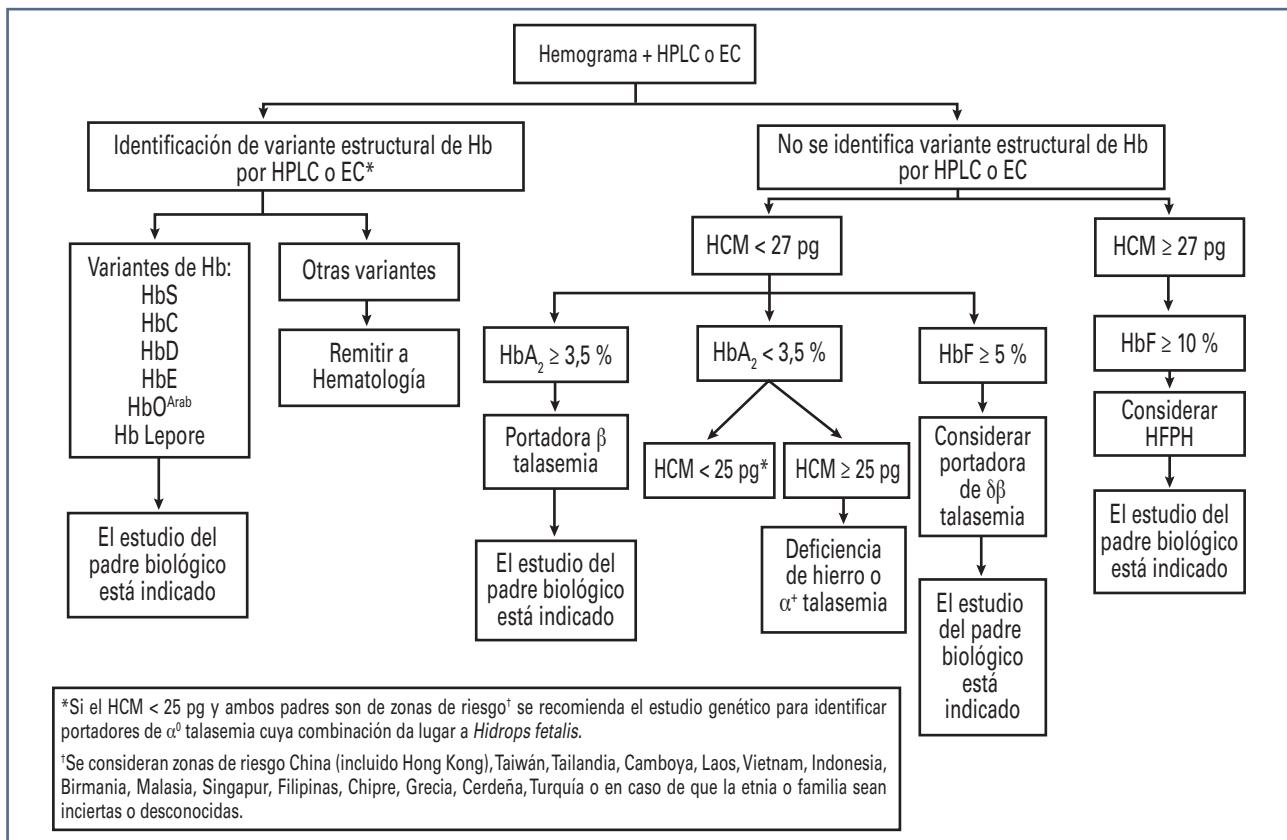 Hemograma + HPLC o EC
Identificación de variante estructural de Hb
por HPLC o EC*
No se identifica variante estructural de Hb
por HPLC o EC
Variantes de Hb:
HbS
HbC
HbD
HbE
HbO^Arab
Hb Lepore
Otras variantes
Remitir a
Hematología
El estudio del
padre biológico
está indicado
HCM < 27 pg
HCM ≥ 27 pg
HbA₂ ≥ 3,5 %
HbA₂ < 3,5 %
HbF ≥ 5 %
HbF ≥ 10 %
Portadora β
talasemia
El estudio del
padre biológico
está indicado
HCM < 25 pg*
HCM ≥ 25 pg
Deficiencia
de hierro o
α⁺ talasemia
Considerar
portadora
de δβ
talasemia
El estudio
del padre
biológico
está
indicado
Considerar
HFPH
El estudio del
padre biológico
está indicado
*Si el HCM < 25 pg y ambos padres son de zonas de riesgo† se recomienda el estudio genético para identificar
portadores de α⁰ talasemia cuya combinación da lugar a Hidrops fetalis.
†Se consideran zonas de riesgo China (incluido Hong Kong), Taiwán, Tailandia, Camboya, Laos, Vietnam, Indonesia,
Birmania, Malasia, Singapur, Filipinas, Chipre, Grecia, Cerdeña, Turquía o en caso de que la etnia o familia sean
inciertas o desconocidas.